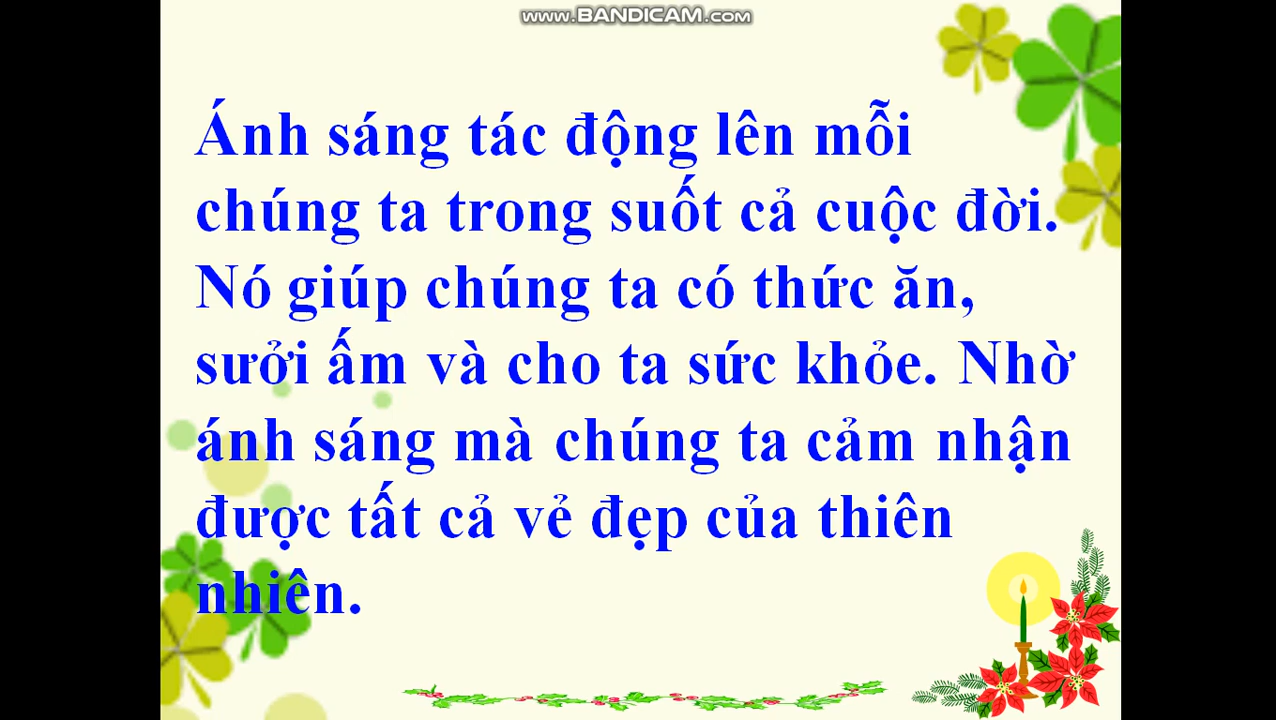 www.BANDICAM.com
Ánh sáng tác động lên mỗi
chúng ta trong suốt cả cuộc đời.
Nó giúp chúng ta có thức ăn,
sưởi ấm và cho ta sức khỏe. Nhờ
ánh sáng mà chúng ta cảm nhận
được tất cả vẻ đẹp của thiên
nhiên.